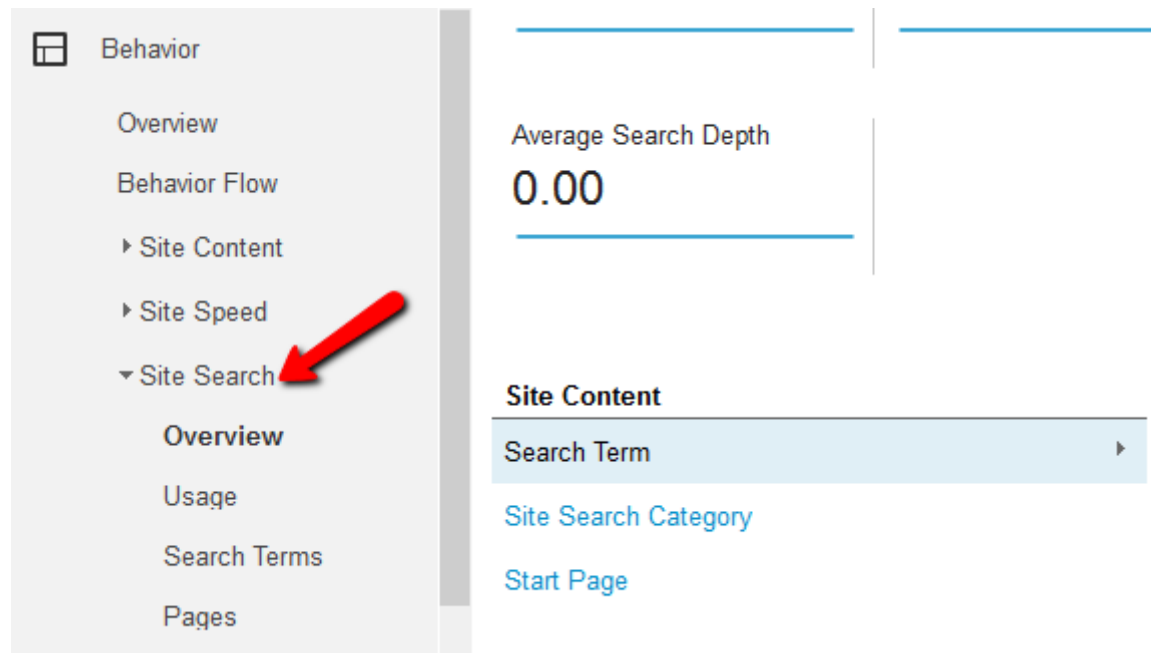 Behavior
Overview
Behavior Flow
Site Content
Site Speed
Site Search
Overview
Usage
Search Terms
Pages
Average Search Depth
0.00
Site Content
Search Term
Site Search Category
Start Page